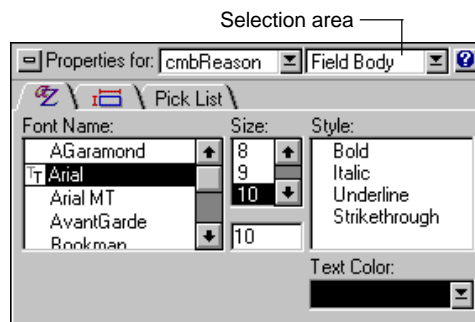 Selection area
Properties for: cmbReason Field Body ?
Pick List
Font Name: Size: Style:
AGaramond
Arial
Arial MT
AvantGarde
Bookman
8
9
10
10
Bold
Italic
Underline
Strikethrough
Text Color: